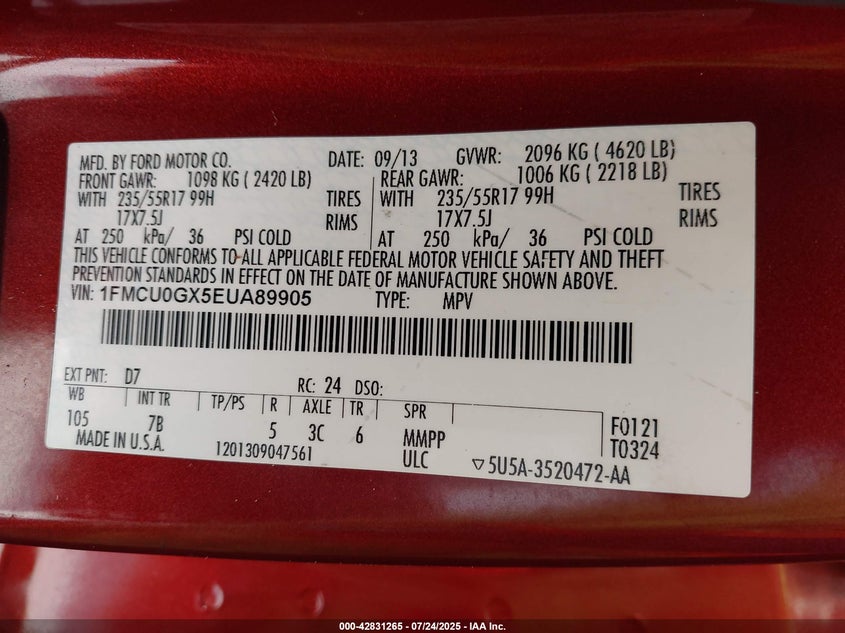 MFD. BY FORD MOTOR CO. DATE: 09/13 GVWR: 2096 KG ( 4620 LB)
FRONT GAWR: 1098 KG ( 2420 LB) REAR GAWR: 1006 KG ( 2218 LB)
WITH 235/55R17 99H TIRES WITH 235/55R17 99H TIRES
17X7.5J RIMS 17X7.5J RIMS
AT 250 kPa/ 36 PSI COLD AT 250 kPa/ 36 PSI COLD
THIS VEHICLE CONFORMS TO ALL APPLICABLE FEDERAL MOTOR VEHICLE SAFETY AND THEFT
PREVENTION STANDARDS IN EFFECT ON THE DATE OF MANUFACTURE SHOWN ABOVE.
VIN: 1FMCU0GX5EUA89905 TYPE: MPV
EXT PNT: D7 RC: 24 DSO:
WB INT TR TP/PS R AXLE TR SPR
105 7B 5 3C 6 MMPP F0121
MADE IN U.S.A. 1201309047561 ULC ▽5U5A-3520472-AA T0324
000-42831265 - 07/24/2025 - IAA Inc.